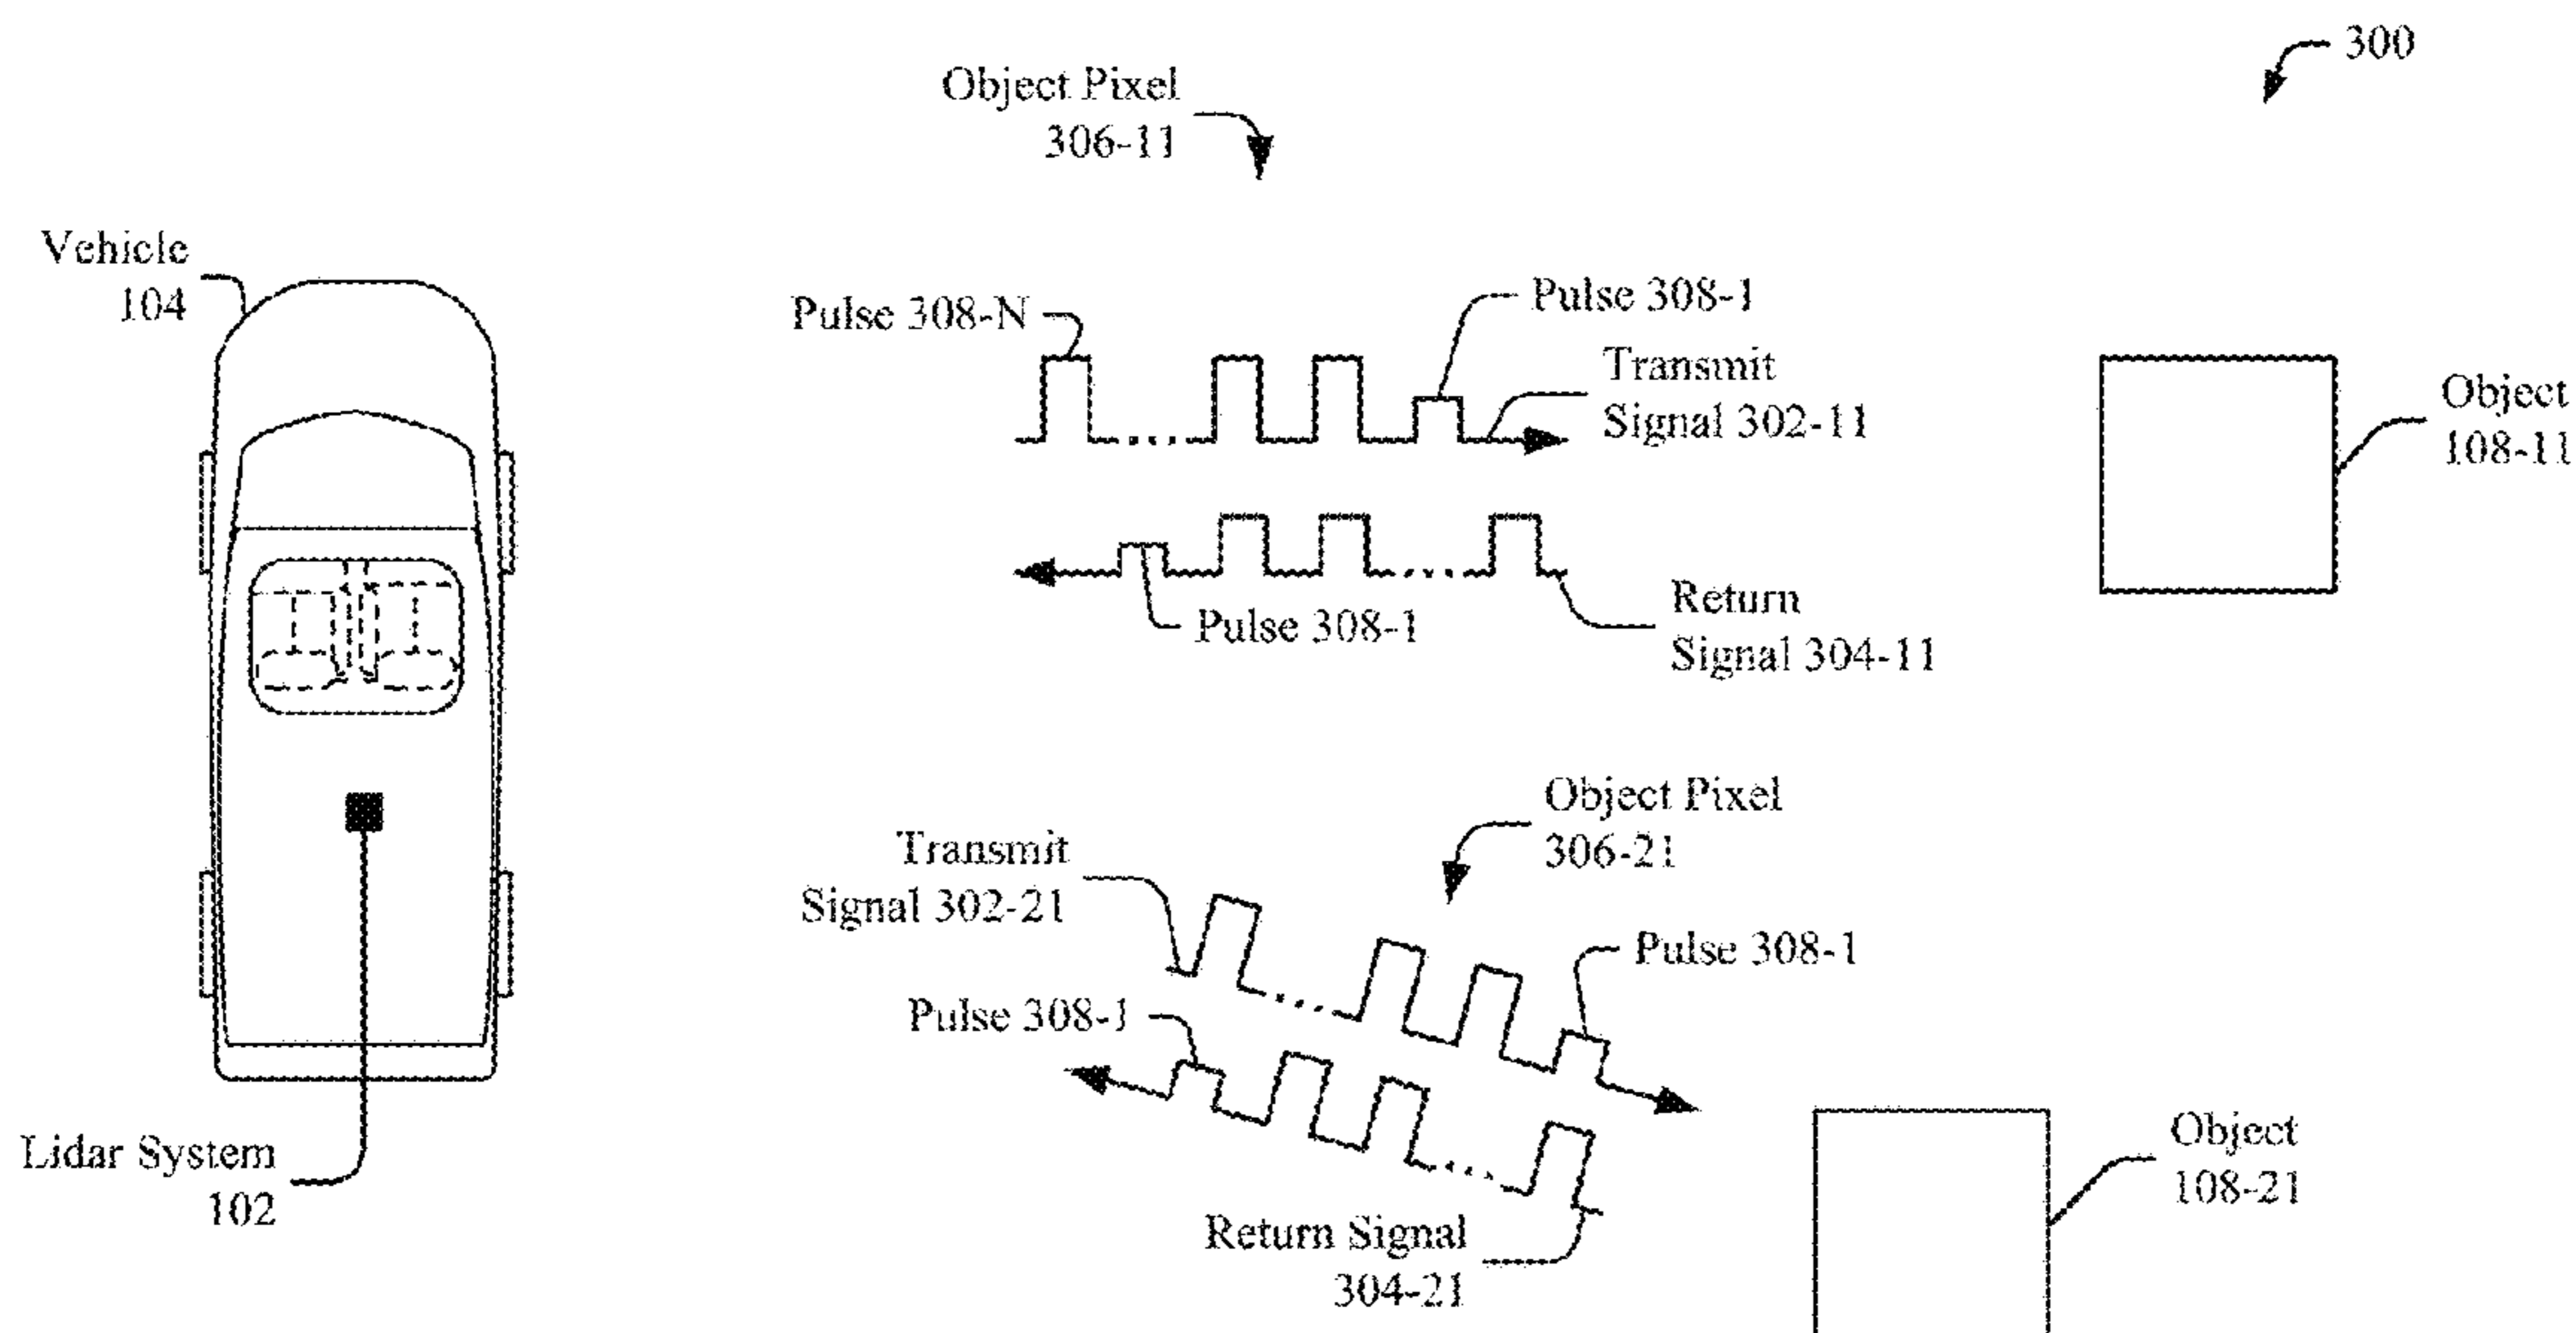 300
Object Pixel
306-11
Vehicle
104
Pulse 308-N
Pulse 308-1
Transmit
Signal 302-11
Object
108-11
Pulse 308-1
Return
Signal 304-11
Object Pixel
306-21
Transmit
Signal 302-21
Pulse 308-1
Pulse 308-1
Lidar System
102
Object
108-21
Return Signal
304-21